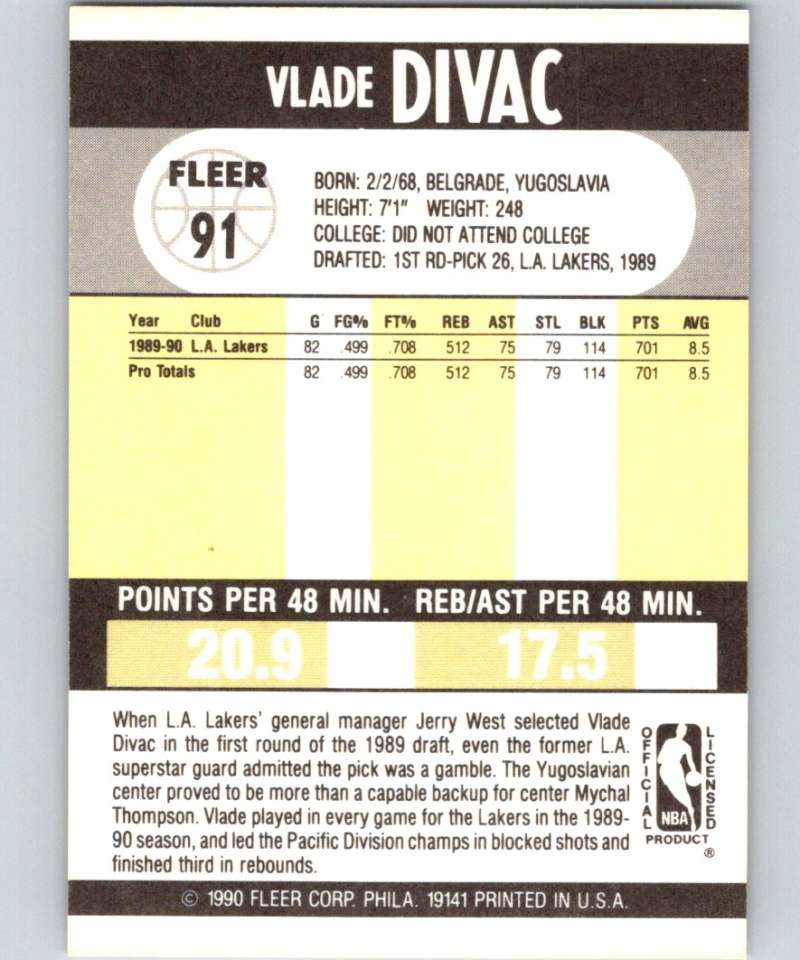 VLADE DIVAC
FLEER
91
BORN: 2/2/68, BELGRADE, YUGOSLAVIA
HEIGHT: 7'1" WEIGHT: 248
COLLEGE: DID NOT ATTEND COLLEGE
DRAFTED: 1ST RD-PICK 26, L.A. LAKERS, 1989
Year Club G FG% FT% REB AST STL BLK PTS AVG
1989-90 L.A. Lakers 82 .499 .708 512 75 79 114 701 8.5
Pro Totals 82 .499 .708 512 75 79 114 701 8.5
POINTS PER 48 MIN. REB/AST PER 48 MIN.
20.9 17.5
When L.A. Lakers' general manager Jerry West selected Vlade
Divac in the first round of the 1989 draft, even the former L.A.
superstar guard admitted the pick was a gamble. The Yugoslavian
center proved to be more than a capable backup for center Mychal
Thompson. Vlade played in every game for the Lakers in the 1989-
90 season, and led the Pacific Division champs in blocked shots and
finished third in rebounds.
OFFICIAL
NBA
LICENSED
PRODUCT
®
© 1990 FLEER CORP. PHILA. 19141 PRINTED IN U.S.A.